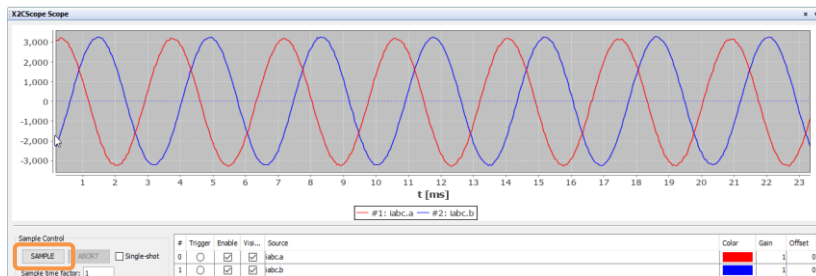 X2CScope Scope
3,000
2,000
1,000
0
-1,000
-2,000
-3,000
1 2 3 4 5 6 7 8 9 10 11 12 13 14 15 16 17 18 19 20 21 22 23
t [ms]
#1: iabc.a #2: iabc.b
Sample Control
SAMPLE ABORT Single-shot
Sample time factor: 1
# Trigger Enable Visi... Source Color Gain Offset
0 iabc.a 1 0
1 iabc.b 1 0